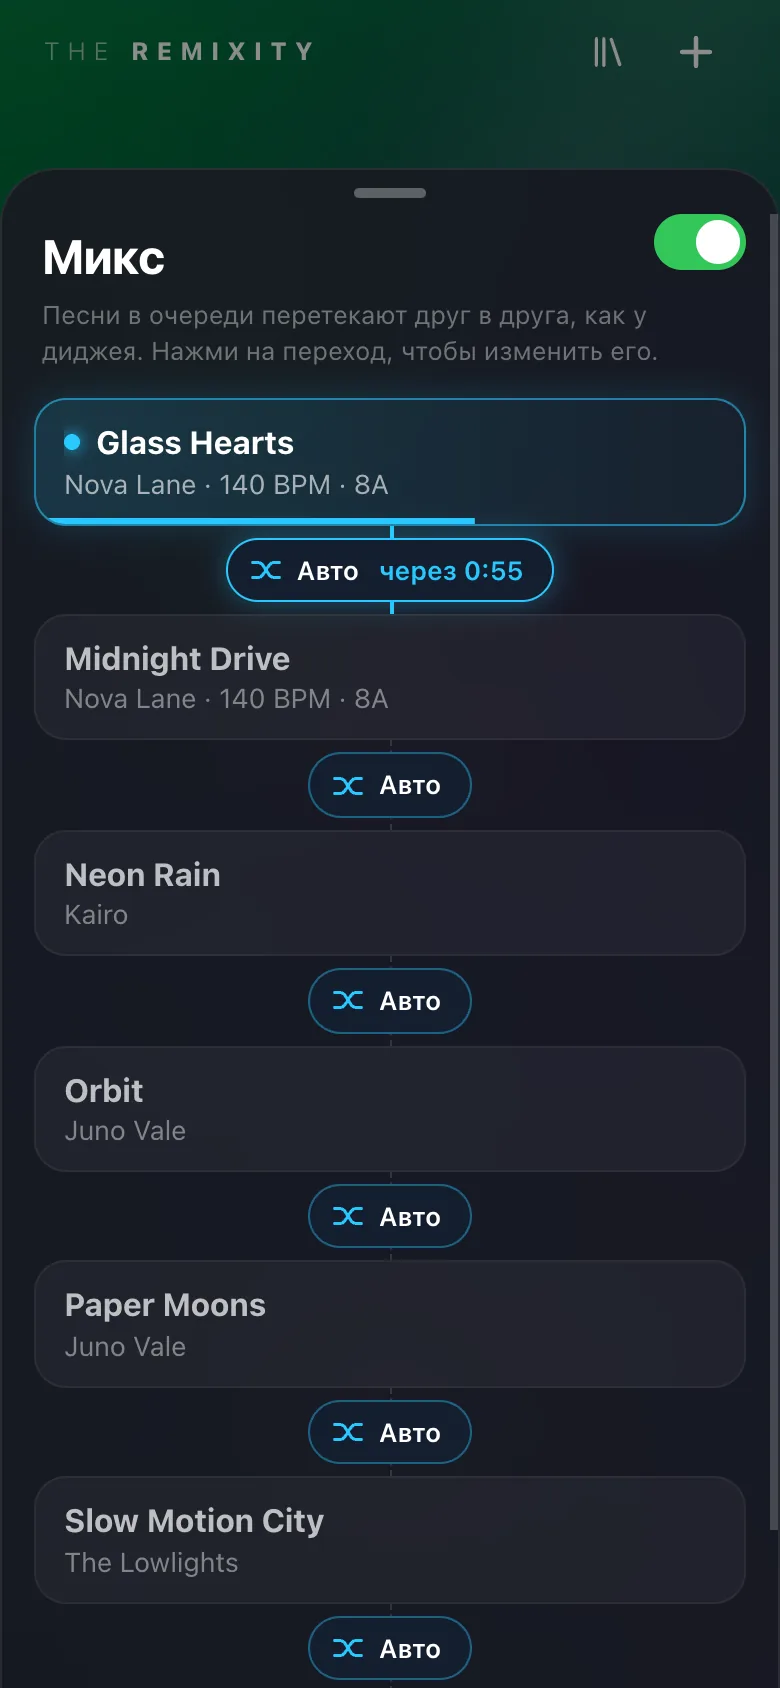 THE REMIXITY
Микс
Песни в очереди перетекают друг в друга, как у
диджея. Нажми на переход, чтобы изменить его.
Glass Hearts
Nova Lane · 140 BPM · 8A
Авто через 0:55
Midnight Drive
Nova Lane · 140 BPM · 8A
Авто
Neon Rain
Kairo
Авто
Orbit
Juno Vale
Авто
Paper Moons
Juno Vale
Авто
Slow Motion City
The Lowlights
Авто